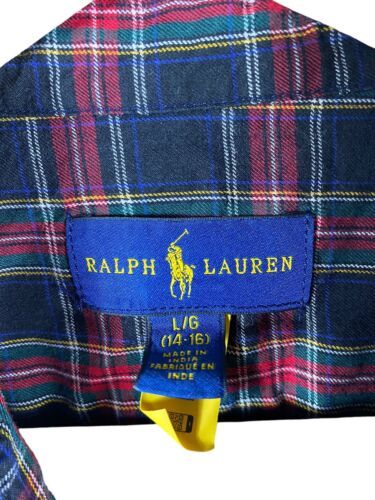 RALPH LAUREN
L/G
(14-16)
MADE IN
INDIA
FABRIQUÉ EN
INDE